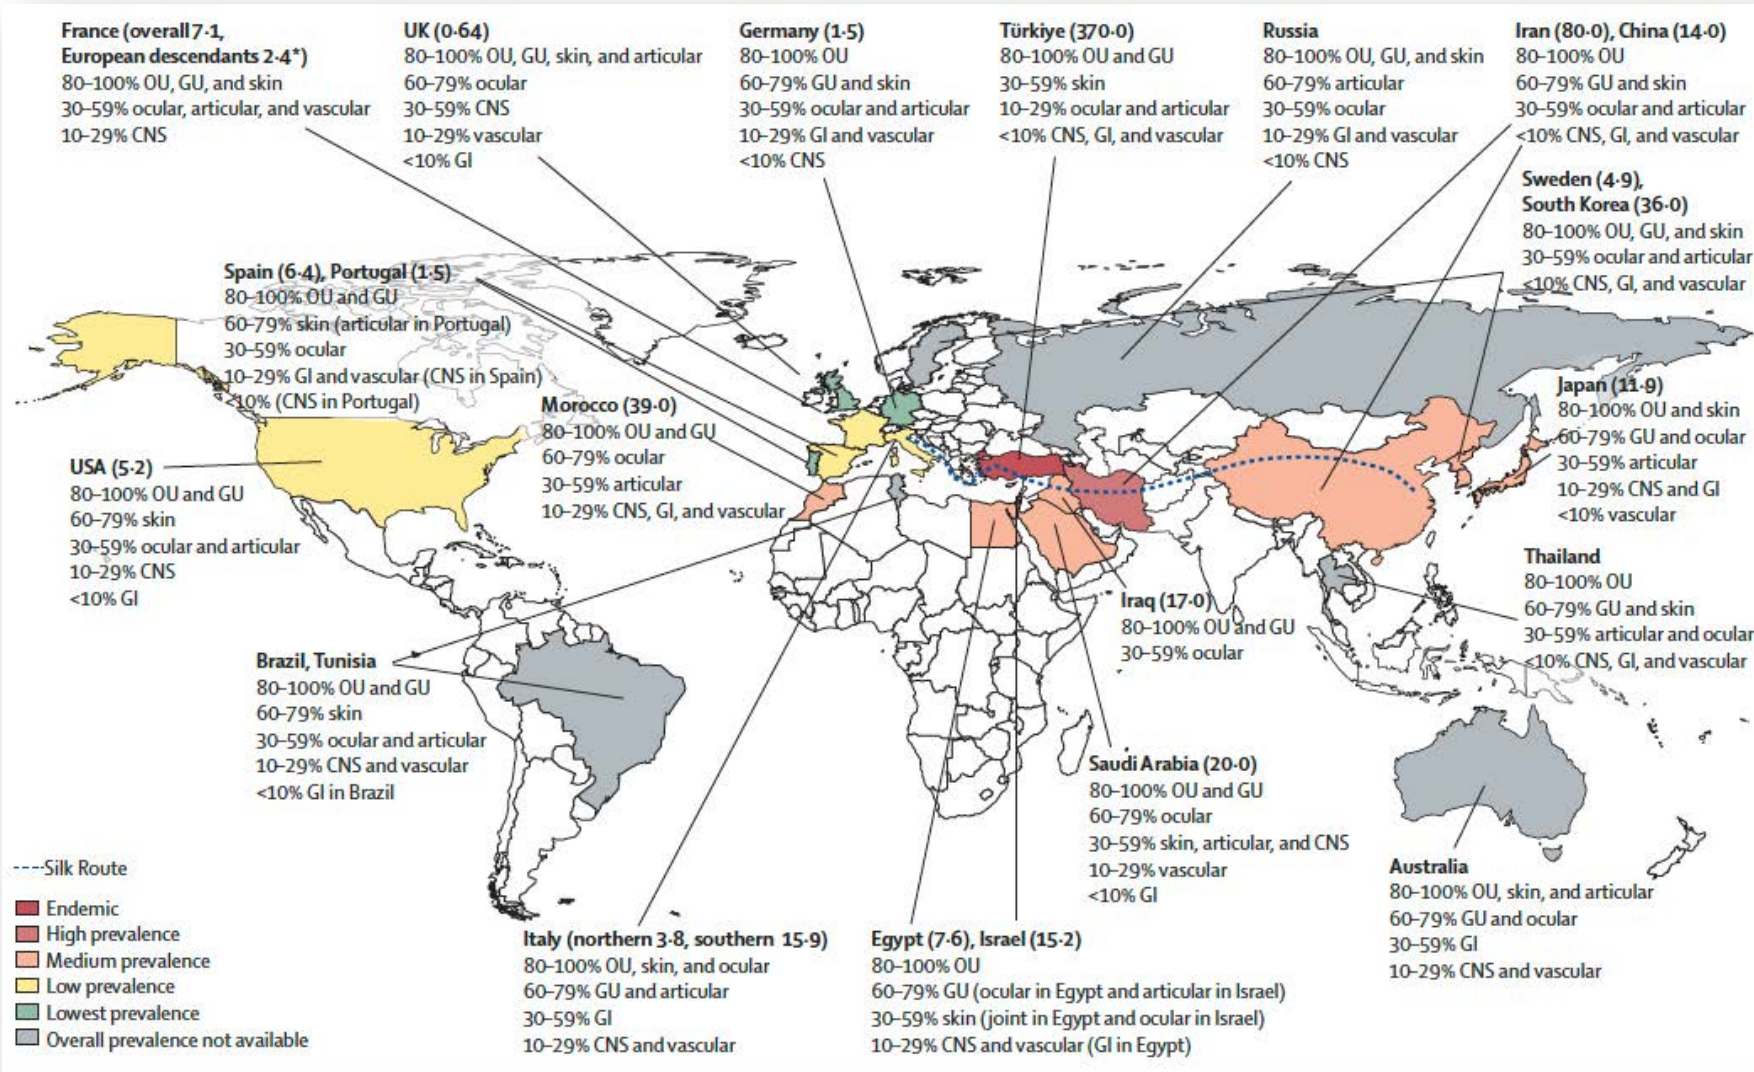 France (overall 7·1,
European descendants 2·4*)
80–100% OU, GU, and skin
30–59% ocular, articular, and vascular
10–29% CNS
UK (0·64)
80–100% OU, GU, skin, and articular
60–79% ocular
30–59% CNS
10–29% vascular
<10% GI
Germany (1·5)
80–100% OU
60–79% GU and skin
30–59% ocular and articular
10–29% GI and vascular
<10% CNS
Türkiye (370·0)
80–100% OU and GU
30–59% skin
10–29% ocular and articular
<10% CNS, GI, and vascular
Russia
80–100% OU, GU, and skin
60–79% articular
30–59% ocular
10–29% GI and vascular
<10% CNS
Iran (80·0), China (14·0)
80–100% OU
60–79% GU and skin
30–59% ocular and articular
<10% CNS, GI, and vascular
Sweden (4·9),
South Korea (36·0)
80–100% OU, GU, and skin
30–59% ocular and articular
<10% CNS, GI, and vascular
Spain (6·4), Portugal (1·5)
80–100% OU and GU
60–79% skin (articular in Portugal)
30–59% ocular
10–29% GI and vascular (CNS in Spain)
<10% (CNS in Portugal)
Morocco (39·0)
80–100% OU and GU
60–79% ocular
30–59% articular
10–29% CNS, GI, and vascular
Japan (11·9)
80–100% OU and skin
60–79% GU and ocular
30–59% articular
10–29% CNS and GI
<10% vascular
USA (5·2)
80–100% OU and GU
60–79% skin
30–59% ocular and articular
10–29% CNS
<10% GI
Thailand
80–100% OU
60–79% GU and skin
30–59% articular and ocular
<10% CNS, GI, and vascular
Iraq (17·0)
80–100% OU and GU
30–59% ocular
Brazil, Tunisia
80–100% OU and GU
60–79% skin
30–59% ocular and articular
10–29% CNS and vascular
<10% GI in Brazil
Saudi Arabia (20·0)
80–100% OU and GU
60–79% ocular
30–59% skin, articular, and CNS
10–29% vascular
<10% GI
Australia
80–100% OU, skin, and articular
60–79% GU and ocular
30–59% GI
10–29% CNS and vascular
Italy (northern 3·8, southern 15·9)
80–100% OU, skin, and ocular
60–79% GU and articular
30–59% GI
10–29% CNS and vascular
Egypt (7·6), Israel (15·2)
80–100% OU
60–79% GU (ocular in Egypt and articular in Israel)
30–59% skin (joint in Egypt and ocular in Israel)
10–29% CNS and vascular (GI in Egypt)
Silk Route
Endemic
High prevalence
Medium prevalence
Low prevalence
Lowest prevalence
Overall prevalence not available